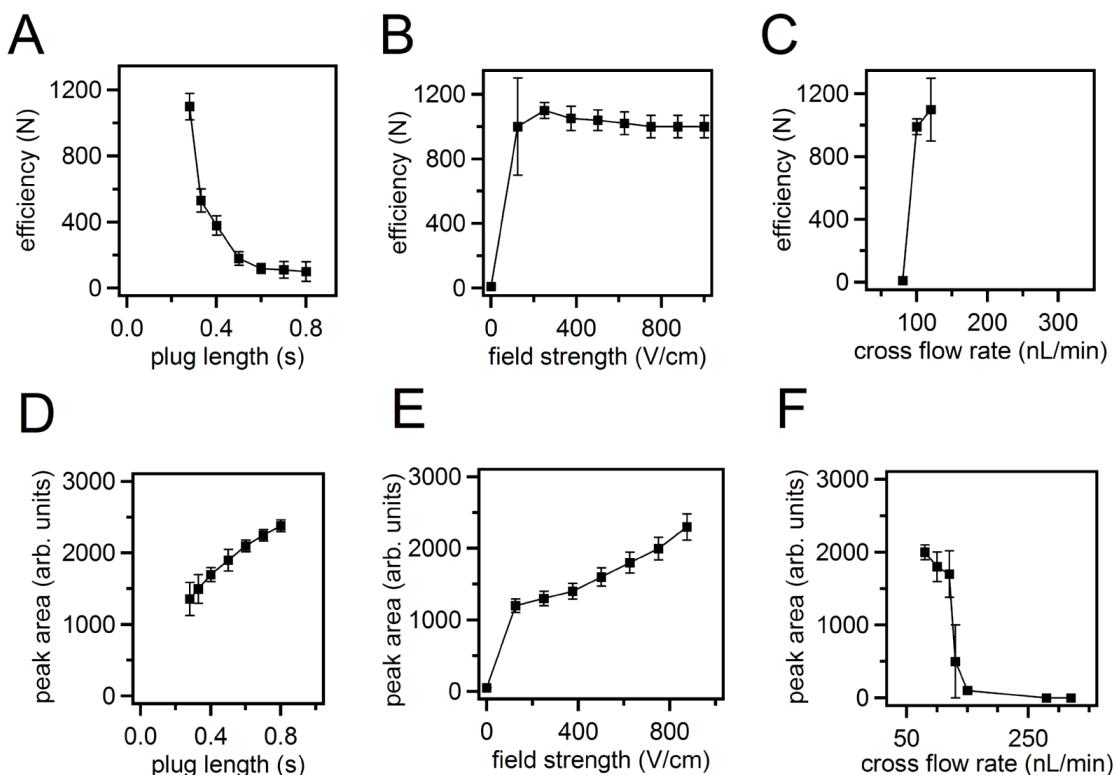 A
efficiency (N)
1200
800
400
0
0.0 0.4 0.8
plug length (s)
B
efficiency (N)
1200
800
400
0
0 400 800
field strength (V/cm)
C
efficiency (N)
1200
800
400
0
100 200 300
cross flow rate (nL/min)
D
peak area (arb. units)
3000
2000
1000
0
0.0 0.4 0.8
plug length (s)
E
peak area (arb. units)
3000
2000
1000
0
0 400 800
field strength (V/cm)
F
peak area (arb. units)
3000
2000
1000
0
50 250
cross flow rate (nL/min)